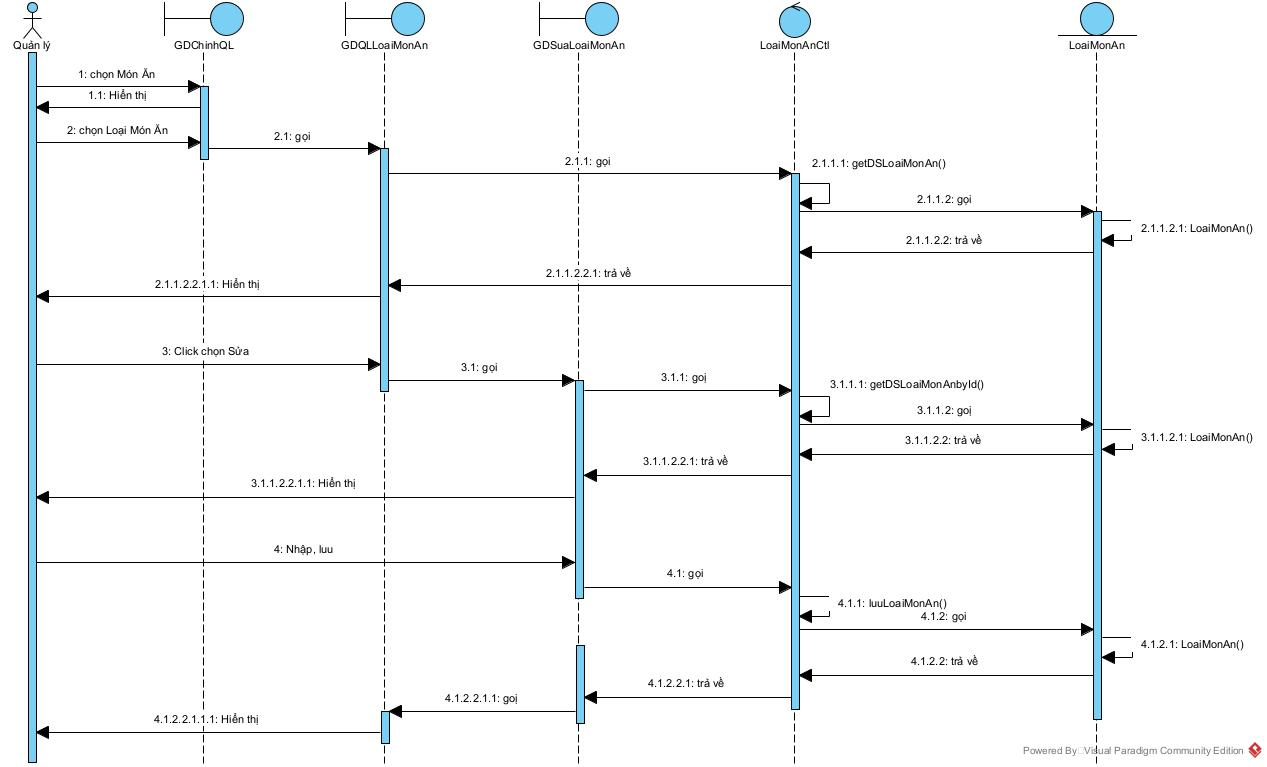 Quản lý
GDChinhQL
GDQLLoaiMonAn
GDSuaLoaiMonAn
LoaiMonAnCtl
LoaiMonAn
1: chọn Món Ăn
1.1: Hiển thị
2: chọn Loại Món Ăn
2.1: gọi
2.1.1: gọi
2.1.1.1: getDSLoaiMonAn()
2.1.1.2: gọi
2.1.1.2.1: LoaiMonAn()
2.1.1.2.2: trả về
2.1.1.2.2.1: trả về
2.1.1.2.2.1.1: Hiển thị
3: Click chọn Sửa
3.1: gọi
3.1.1: goị
3.1.1.1: getDSLoaiMonAnbyId()
3.1.1.2: goị
3.1.1.2.1: LoaiMonAn()
3.1.1.2.2: trả về
3.1.1.2.2.1: trả về
3.1.1.2.2.1.1: Hiển thị
4: Nhập, luu
4.1: gọi
4.1.1: luuLoaiMonAn()
4.1.2: gọi
4.1.2.1: LoaiMonAn()
4.1.2.2: trả về
4.1.2.2.1: trả về
4.1.2.2.1.1: goị
4.1.2.2.1.1.1: Hiển thị
Powered By Visual Paradigm Community Edition